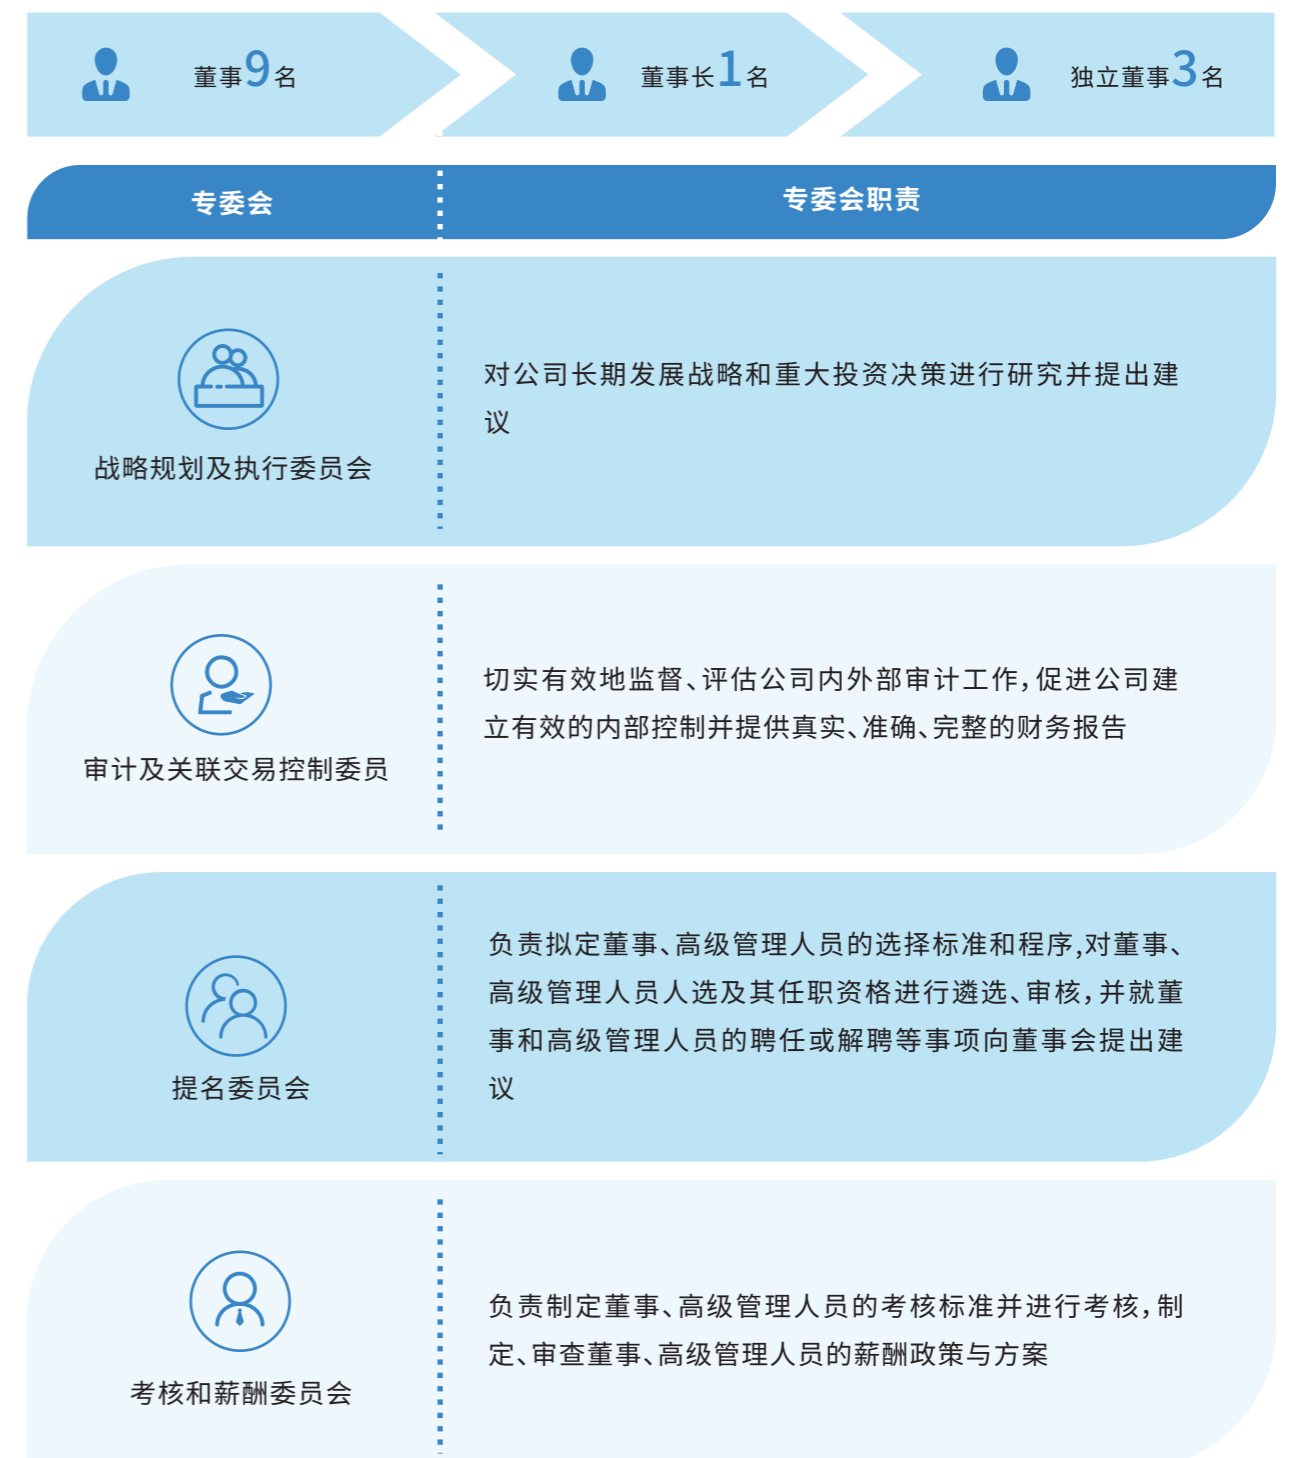 董事9名
董事长1名
独立董事3名
专委会
专委会职责
战略规划及执行委员会
对公司长期发展战略和重大投资决策进行研究并提出建
议
审计及关联交易控制委员
切实有效地监督、评估公司内外部审计工作，促进公司建
立有效的内部控制并提供真实、准确、完整的财务报告
提名委员会
负责拟定董事、高级管理人员的选择标准和程序,对董事、
高级管理人员人选及其任职资格进行遴选、审核，并就董
事和高级管理人员的聘任或解聘等事项向董事会提出建
议
考核和薪酬委员会
负责制定董事、高级管理人员的考核标准并进行考核，制
定、审查董事、高级管理人员的薪酬政策与方案